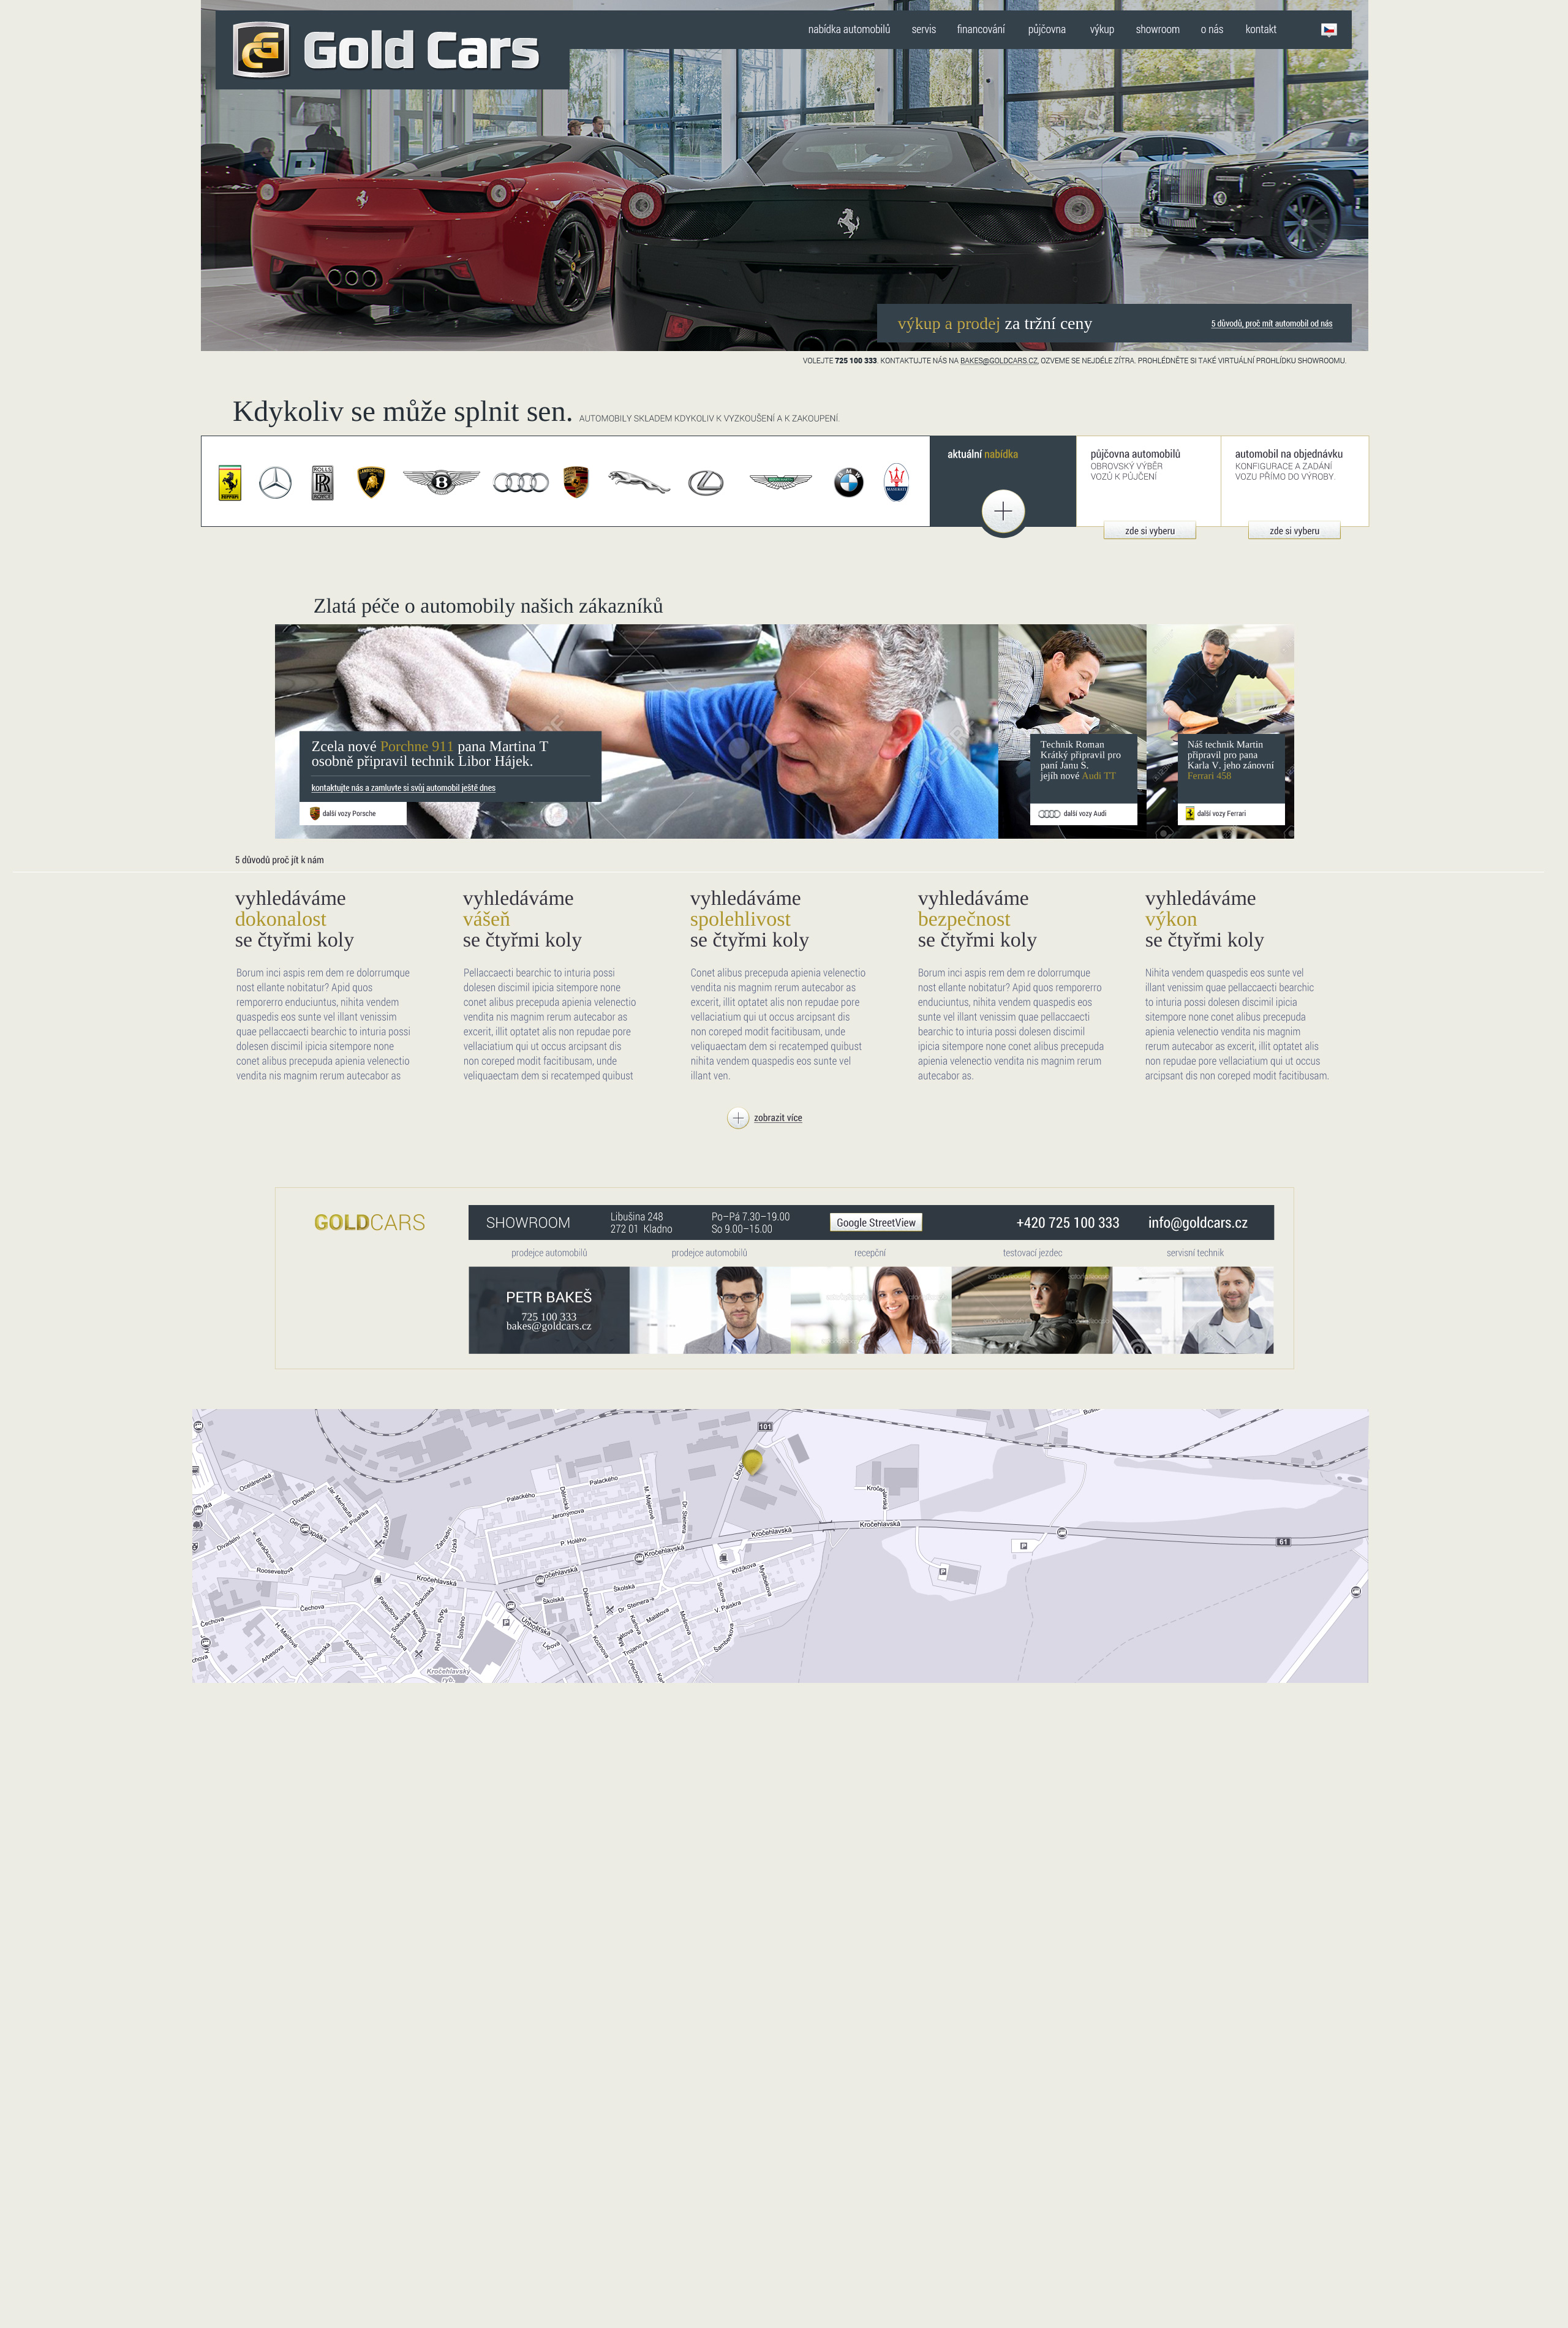 Gold Cars
nabídka automobilů servis financování půjčovna výkup showroom o nás kontakt
výkup a prodej za tržní ceny
5 důvodů, proč mít automobil od nás
VOLEJTE 725 100 333. KONTAKTUJTE NÁS NA BAKES@GOLDCARS.CZ, OZVEME SE NEJDÉLE ZÍTRA. PROHLÉDNĚTE SI TAKÉ VIRTUÁLNÍ PROHLÍDKU SHOWROOMU.
Kdykoliv se může splnit sen. AUTOMOBILY SKLADEM KDYKOLIV K VYZKOUŠENÍ A K ZAKOUPENÍ.
aktuální nabídka
půjčovna automobilů
OBROVSKÝ VÝBĚR
VOZŮ K PŮJČENÍ
zde si vyberu
automobil na objednávku
KONFIGURACE A ZADÁNÍ
VOZU PŘÍMO DO VÝROBY.
zde si vyberu
Zlatá péče o automobily našich zákazníků
Zcela nové Porchne 911 pana Martina T
osobně připravil technik Libor Hájek.
kontaktujte nás a zamluvte si svůj automobil ještě dnes
další vozy Porsche
Technik Roman
Krátký připravil pro
paní Janu S.
jejíh nové Audi TT
další vozy Audi
Náš technik Martin
připravil pro pana
Karla V. jeho zánovní
Ferrari 458
další vozy Ferrari
5 důvodů proč jít k nám
vyhledáváme
dokonalost
se čtyřmi koly
Borum inci aspis rem dem re dolorrumque
nost ellante nobitatur? Apid quos
remporerro enduciuntus, nihita vendem
quaspedis eos sunte vel illant venissim
quae pellaccaecti bearchic to inturia possi
dolesen discimil ipicia sitempore none
conet alibus precepuda apienia velenectio
vendita nis magnim rerum autecabor as
vyhledáváme
vášeň
se čtyřmi koly
Pellaccaecti bearchic to inturia possi
dolesen discimil ipicia sitempore none
conet alibus precepuda apienia velenectio
vendita nis magnim rerum autecabor as
excerit, illit optatet alis non repudae pore
vellaciatium qui ut occus arcipsant dis
non coreped modit facitibusam, unde
veliquaectam dem si recatemped quibust
vyhledáváme
spolehlivost
se čtyřmi koly
Conet alibus precepuda apienia velenectio
vendita nis magnim rerum autecabor as
excerit, illit optatet alis non repudae pore
vellaciatium qui ut occus arcipsant dis
non coreped modit facitibusam, unde
veliquaectam dem si recatemped quibust
nihita vendem quaspedis eos sunte vel
illant ven.
vyhledáváme
bezpečnost
se čtyřmi koly
Borum inci aspis rem dem re dolorrumque
nost ellante nobitatur? Apid quos remporerro
enduciuntus, nihita vendem quaspedis eos
sunte vel illant venissim quae pellaccaecti
bearchic to inturia possi dolesen discimil
ipicia sitempore none conet alibus precepuda
apienia velenectio vendita nis magnim rerum
autecabor as.
vyhledáváme
výkon
se čtyřmi koly
Nihita vendem quaspedis eos sunte vel
illant venissim quae pellaccaecti bearchic
to inturia possi dolesen discimil ipicia
sitempore none conet alibus precepuda
apienia velenectio vendita nis magnim
rerum autecabor as excerit, illit optatet alis
non repudae pore vellaciatium qui ut occus
arcipsant dis non coreped modit facitibusam.
zobrazit více
GOLDCARS
SHOWROOM
Libušina 248
272 01 Kladno
Po–Pá 7.30–19.00
So 9.00–15.00
Google StreetView
+420 725 100 333
info@goldcars.cz
prodejce automobilů prodejce automobilů recepční testovací jezdec servisní technik
PETR BAKEŠ
725 100 333
bakes@goldcars.cz
101
Ocelárenská
Divadelní
Palackého
Palackého
Dělnická
M. Majerové
Dr. Steinera
Kročehlavská
Jeronýmova
Kročehlavská
Kročehlavská
61
P. Holého
Kročehlavská
Rooseveltova
Kročehlavská
Školská
Školská
Křižíkova
Čechova
Čechova
Dr. Steinera
V. Paiskra
Unhošťská
Arbesova
Arbesova
Kročehlavský